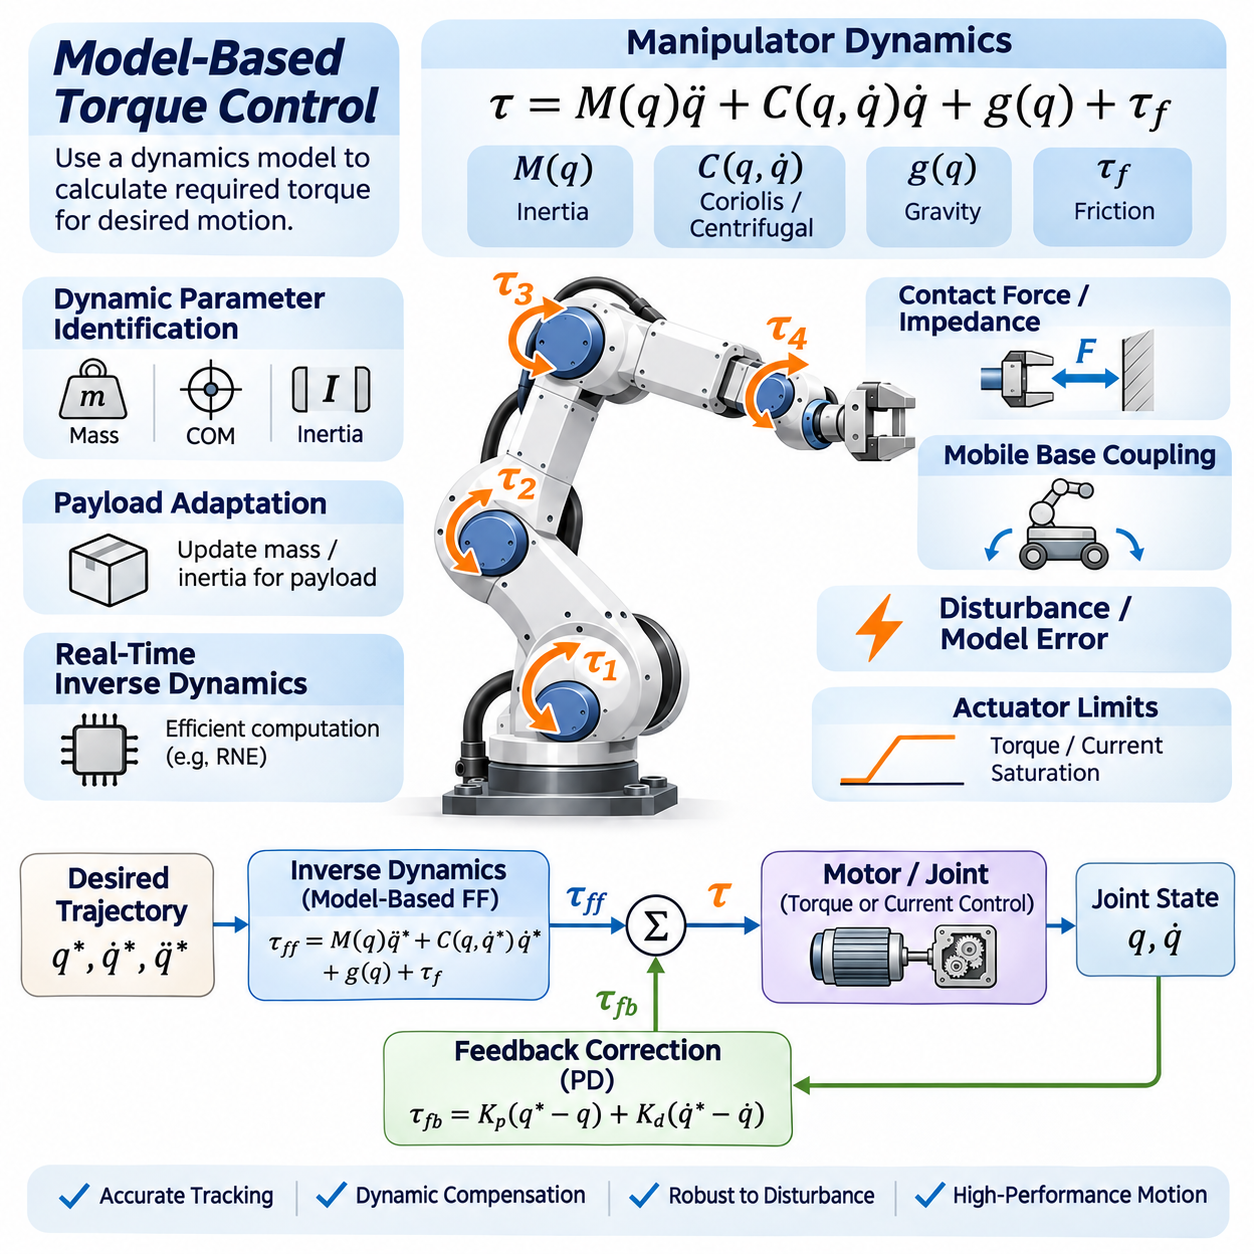 Model-Based
Torque Control
Use a dynamics model to
calculate required torque
for desired motion.
Manipulator Dynamics
τ = M(q)q̈ + C(q, q̇)q̇ + g(q) + τ_f
M(q)
Inertia
C(q, q̇)
Coriolis /
Centrifugal
g(q)
Gravity
τ_f
Friction
Dynamic Parameter
Identification
m
Mass
COM
I
Inertia
Payload Adaptation
Update mass /
inertia for payload
Real-Time
Inverse Dynamics
Efficient computation
(e.g, RNE)
τ3
τ4
τ2
τ1
Contact Force /
Impedance
F
Mobile Base Coupling
Disturbance /
Model Error
Actuator Limits
Torque / Current
Saturation
Desired
Trajectory
q*, q̇*, q̈*
Inverse Dynamics
(Model-Based FF)
τ_ff = M(q)q̈* + C(q, q̇*) q̇*
+ g(q) + τ_f
τ_ff
Σ
τ
Motor / Joint
(Torque or Current Control)
Joint State
q, q̇
τ_fb
Feedback Correction
(PD)
τ_fb = K_p(q* − q) + K_d(q̇* − q̇)
Accurate Tracking
Dynamic Compensation
Robust to Disturbance
High-Performance Motion